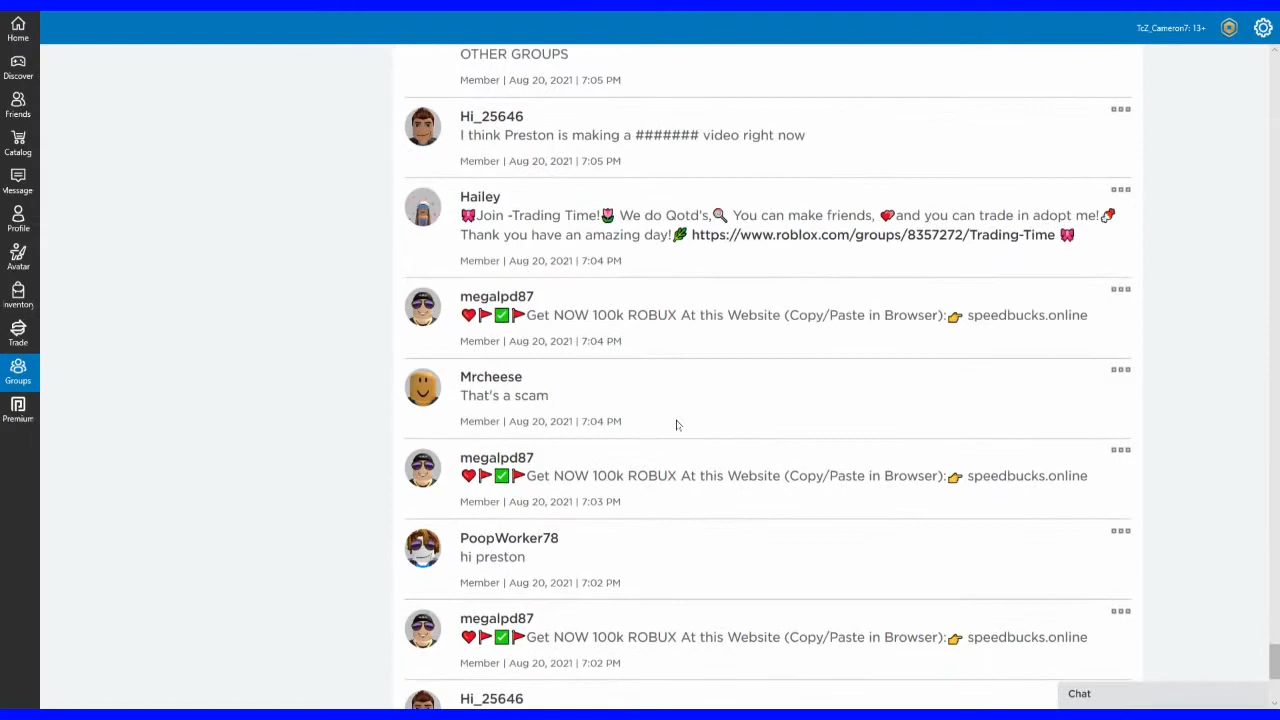 TcZ_Cameron7: 13+
Home
Discover
Friends
Catalog
Message
Profile
Avatar
Inventory
Trade
Groups
Premium
OTHER GROUPS
Member | Aug 20, 2021 | 7:05 PM
Hi_25646
I think Preston is making a ####### video right now
Member | Aug 20, 2021 | 7:05 PM
Hailey
🎀Join -Trading Time!🌷 We do Qotd's,🔍 You can make friends, ❤️and you can trade in adopt me!🍄
Thank you have an amazing day!🌿 https://www.roblox.com/groups/8357272/Trading-Time 🎀
Member | Aug 20, 2021 | 7:04 PM
megalpd87
❤️🚩✅🚩Get NOW 100k ROBUX At this Website (Copy/Paste in Browser):👉 speedbucks.online
Member | Aug 20, 2021 | 7:04 PM
Mrcheese
That's a scam
Member | Aug 20, 2021 | 7:04 PM
megalpd87
❤️🚩✅🚩Get NOW 100k ROBUX At this Website (Copy/Paste in Browser):👉 speedbucks.online
Member | Aug 20, 2021 | 7:03 PM
PoopWorker78
hi preston
Member | Aug 20, 2021 | 7:02 PM
megalpd87
❤️🚩✅🚩Get NOW 100k ROBUX At this Website (Copy/Paste in Browser):👉 speedbucks.online
Member | Aug 20, 2021 | 7:02 PM
Hi_25646
Chat